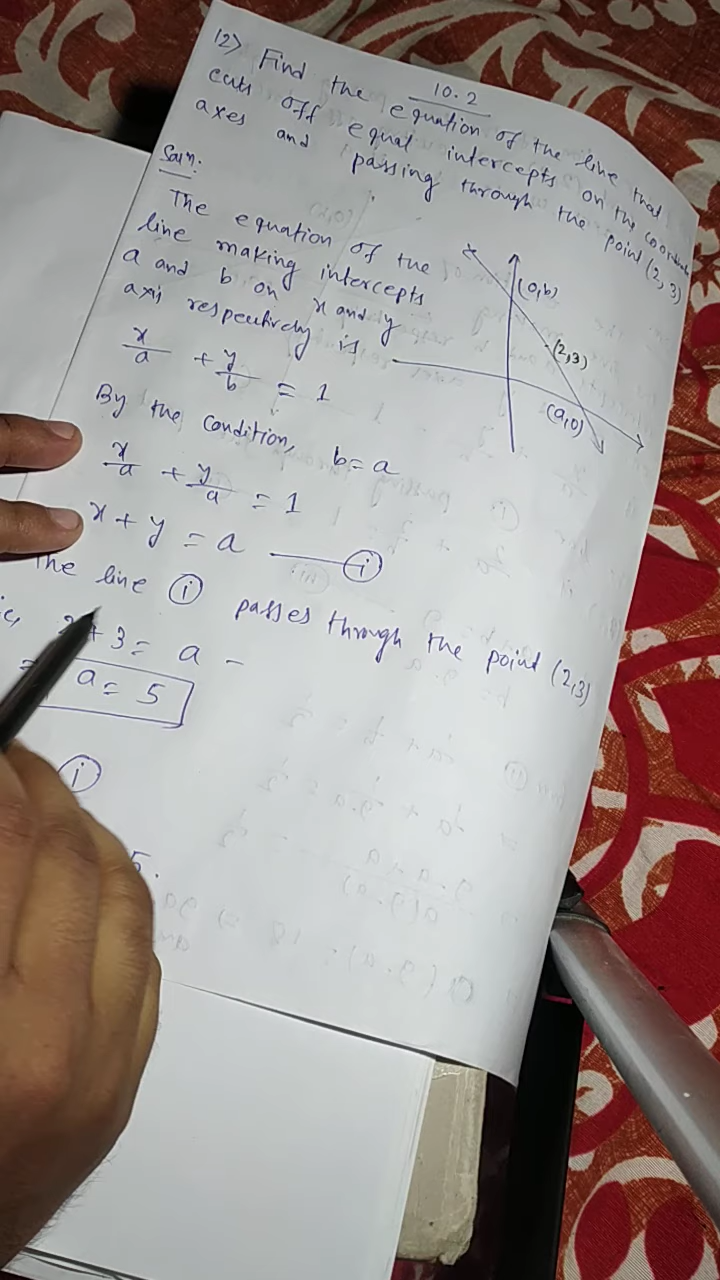 10.2
12) Find the equation of the line that
cuts off equal intercepts on the coordinate
axes and passing through the point (2, 3)
Soln:
The equation of the
line making intercepts
a and b on x and y
axis respectively is
x/a + y/b = 1
By the condition, b = a
x/a + y/a = 1
x + y = a — (i)
The line (i) passes through the point (2,3)
+ 3 = a
a = 5
(i)
5.
(0,b)
(2,3)
(a,0)